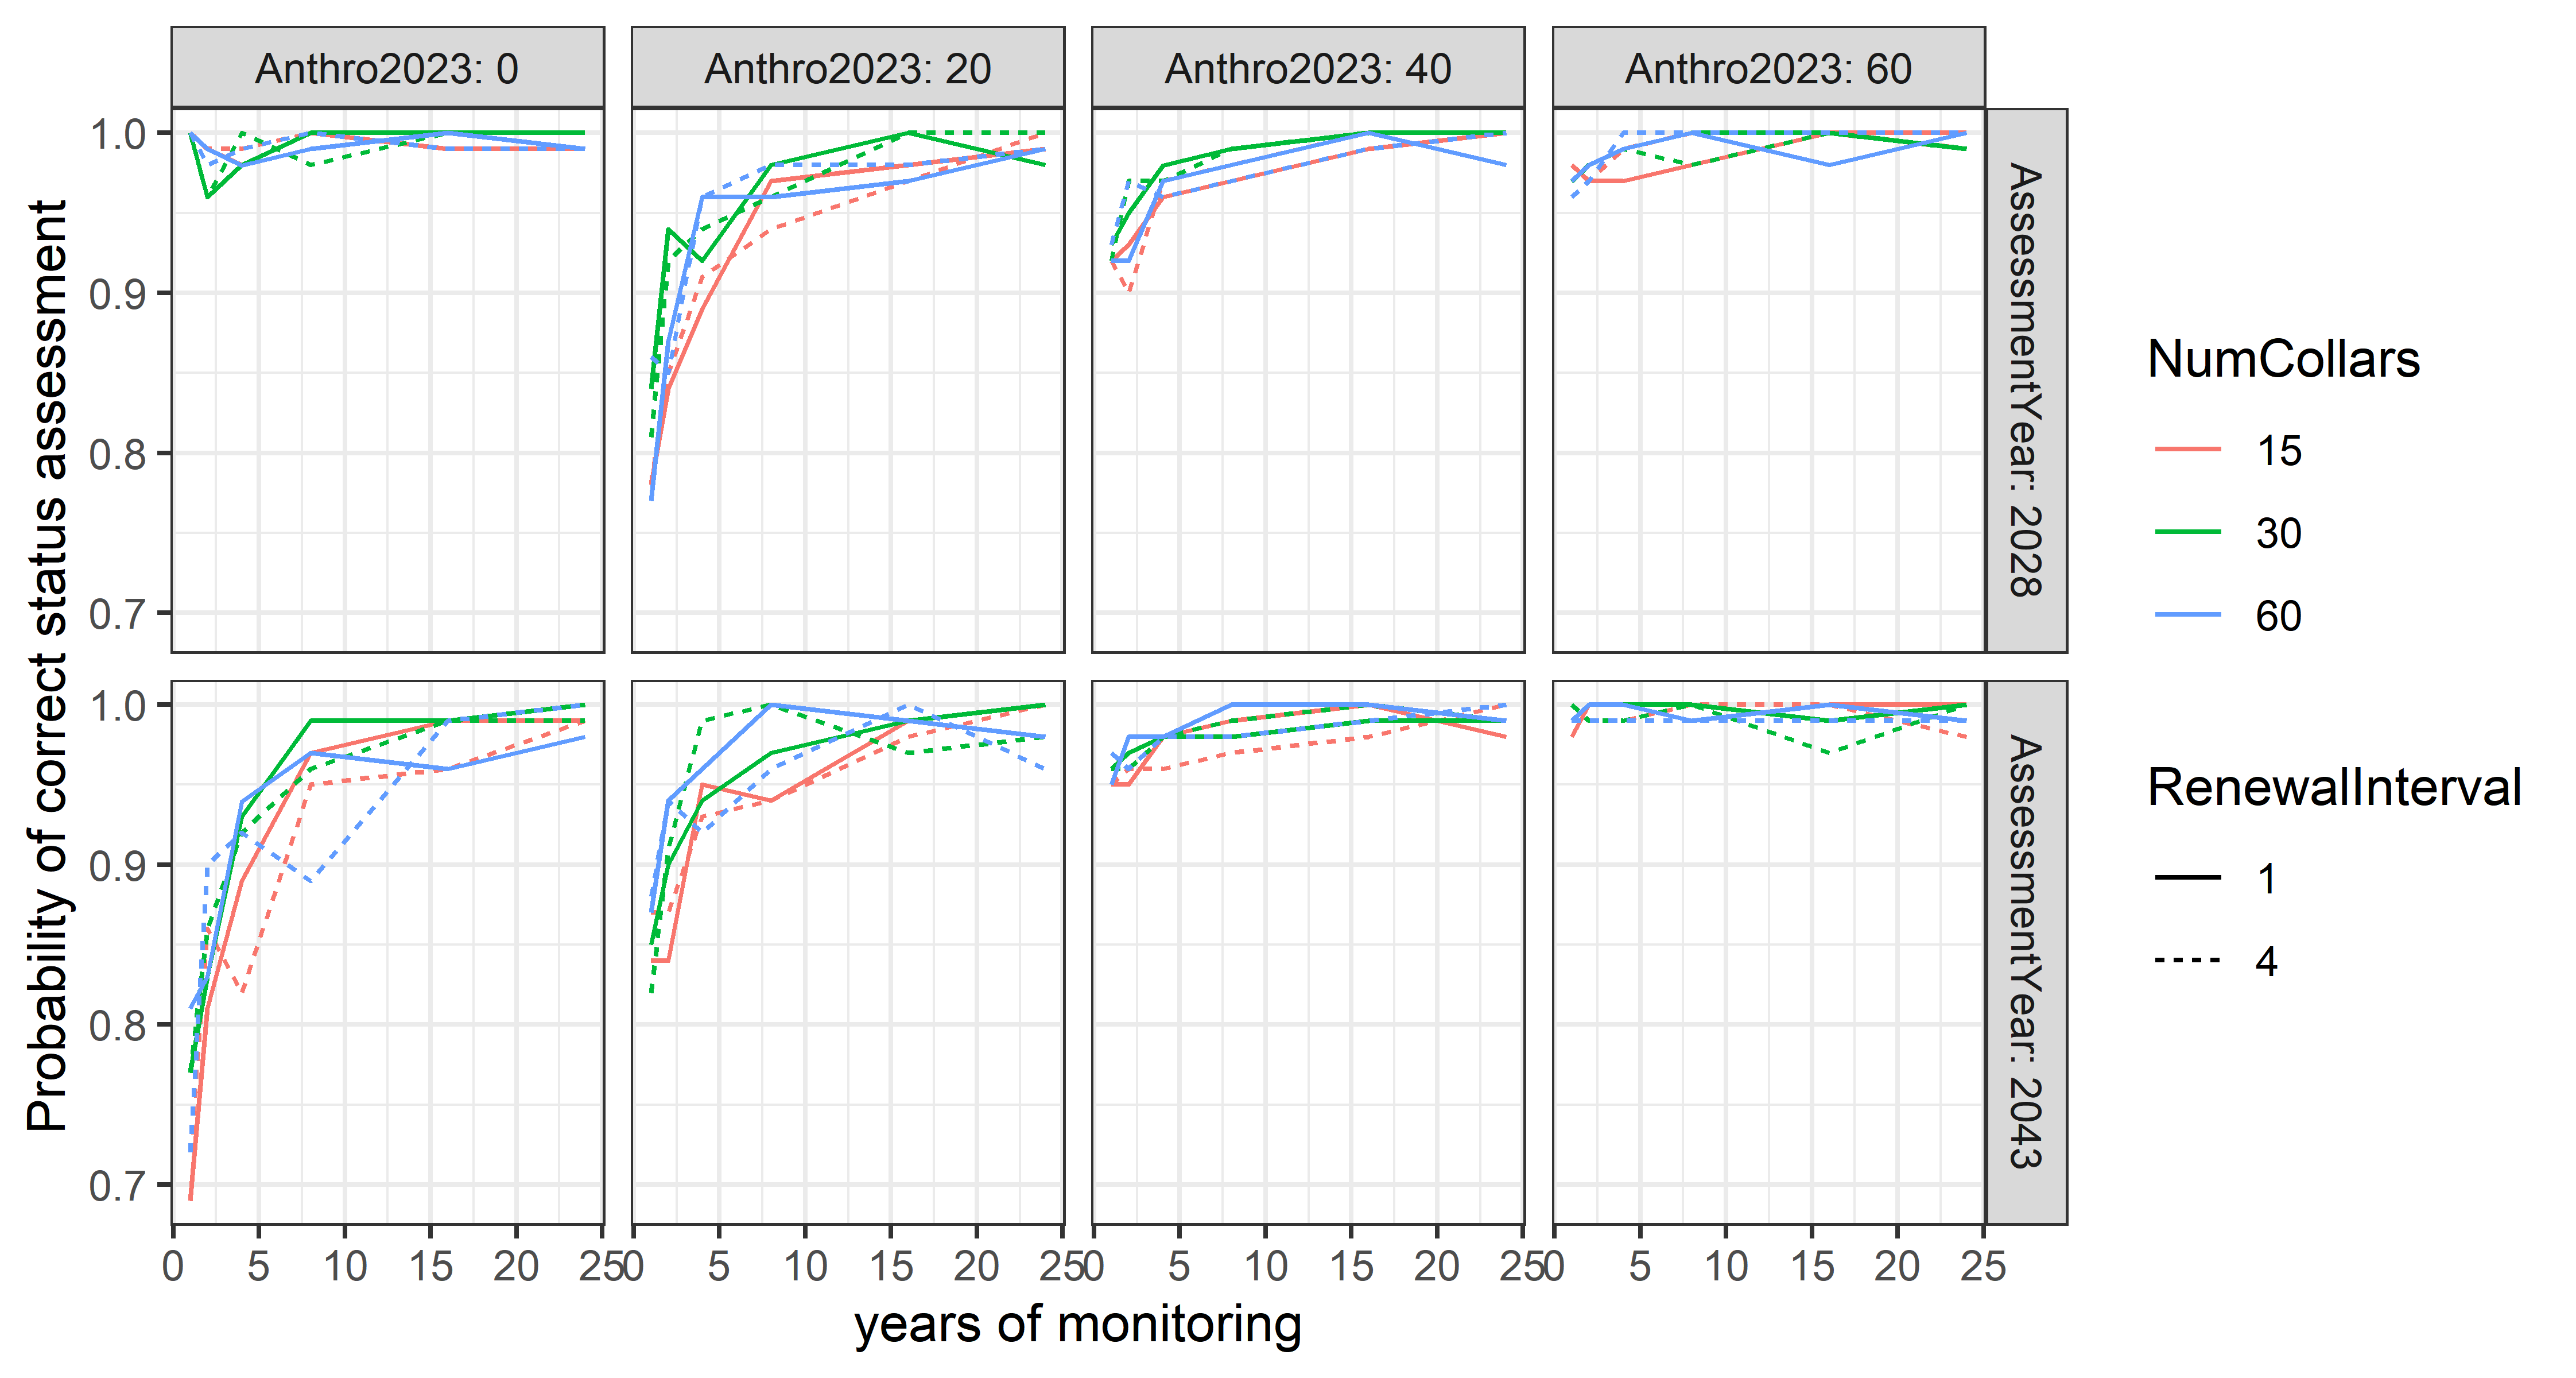 Anthro2023: 0
Anthro2023: 20
Anthro2023: 40
Anthro2023: 60
Probability of correct status assessment
1.0
0.9
0.8
0.7
AssessmentYear: 2028
1.0
0.9
0.8
0.7
AssessmentYear: 2043
0 5 10 15 20 25
0 5 10 15 20 25
0 5 10 15 20 25
0 5 10 15 20 25
years of monitoring
NumCollars
15
30
60
RenewalInterval
1
4